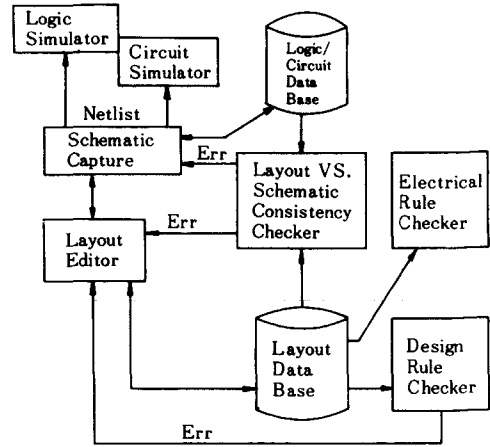 Logic
Simulator
Circuit
Simulator
Logic/
Circuit
Data
Base
Netlist
Schematic
Capture
Err
Layout VS.
Schematic
Consistency
Checker
Electrical
Rule
Checker
Err
Layout
Editor
Layout
Data
Base
Design
Rule
Checker
Err